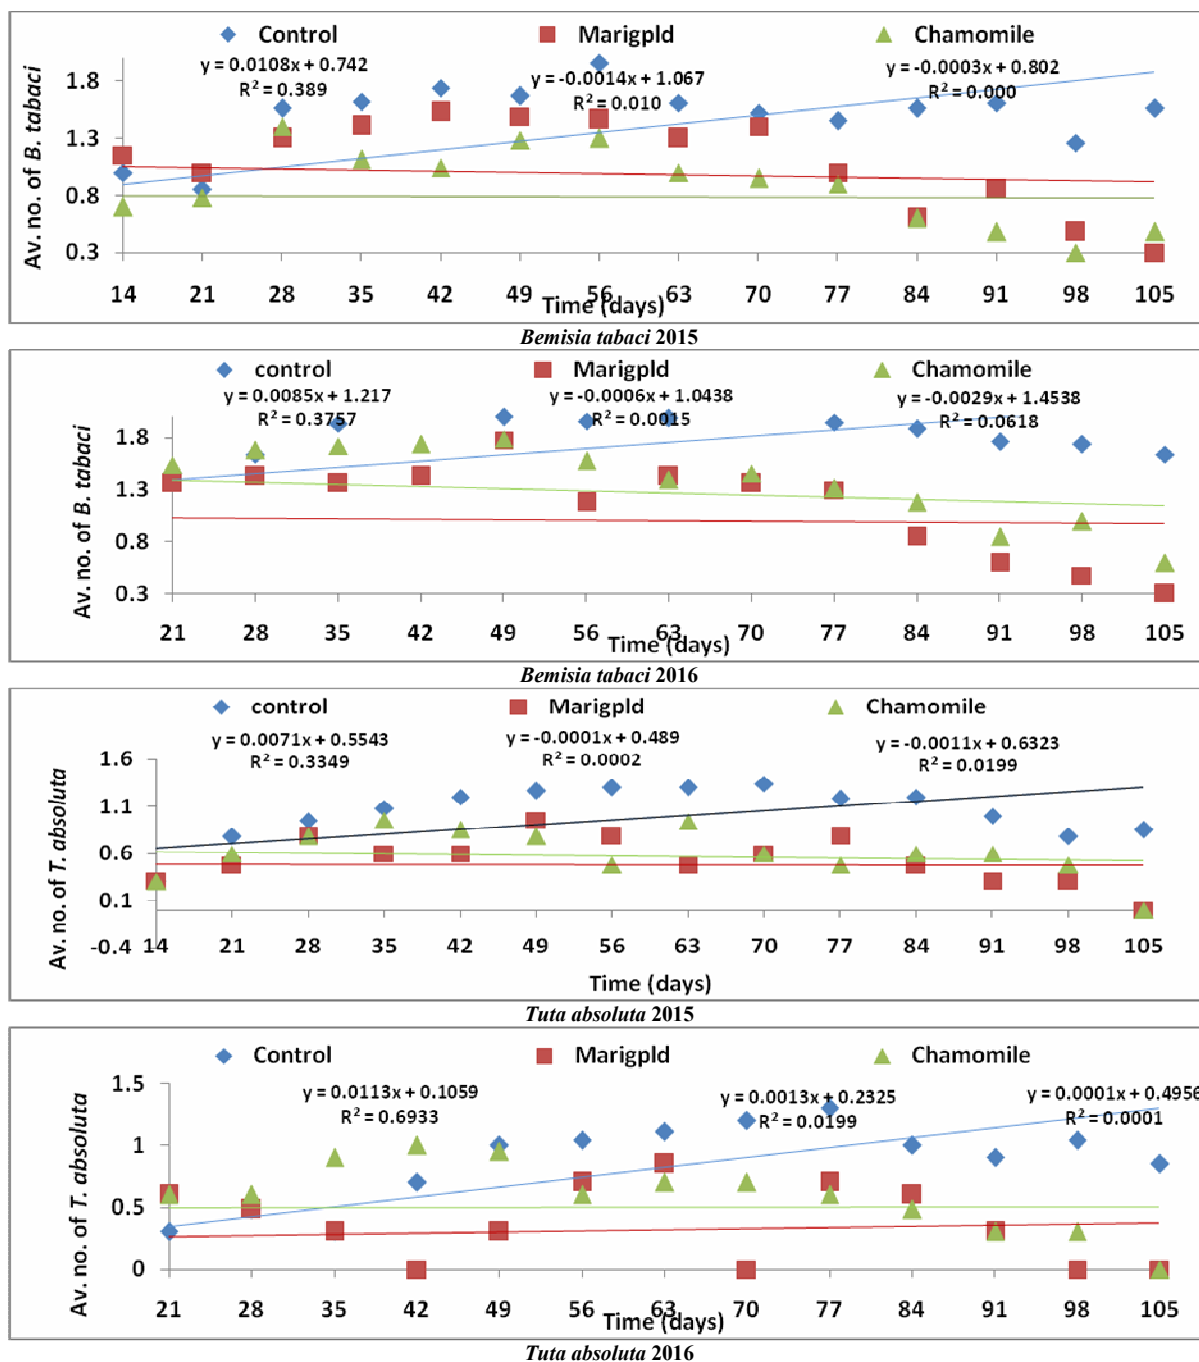 Control Marigpld Chamomile
y = 0.0108x + 0.742 y = -0.0014x + 1.067 y = -0.0003x + 0.802
R² = 0.389 R² = 0.010 R² = 0.000
Av. no. of B. tabaci
1.8
1.3
0.8
0.3
14 21 28 35 42 49 56 63 70 77 84 91 98 105
Time (days)
Bemisia tabaci 2015
control Marigpld Chamomile
y = 0.0085x + 1.217 y = -0.0006x + 1.0438 y = -0.0029x + 1.4538
R² = 0.3757 R² = 0.0015 R² = 0.0618
Av. no. of B. tabaci
1.8
1.3
0.8
0.3
21 28 35 42 49 56 63 70 77 84 91 98 105
Time (days)
Bemisia tabaci 2016
control Marigpld Chamomile
y = 0.0071x + 0.5543 y = -0.0001x + 0.489 y = -0.0011x + 0.6323
R² = 0.3349 R² = 0.0002 R² = 0.0199
Av. no. of T. absoluta
1.6
1.1
0.6
0.1
-0.4
14 21 28 35 42 49 56 63 70 77 84 91 98 105
Time (days)
Tuta absoluta 2015
Control Marigpld Chamomile
y = 0.0113x + 0.1059 y = 0.0013x + 0.2325 y = 0.0001x + 0.4956
R² = 0.6933 R² = 0.0199 R² = 0.0001
Av. no. of T. absoluta
1.5
1
0.5
0
21 28 35 42 49 56 63 70 77 84 91 98 105
Time (days)
Tuta absoluta 2016